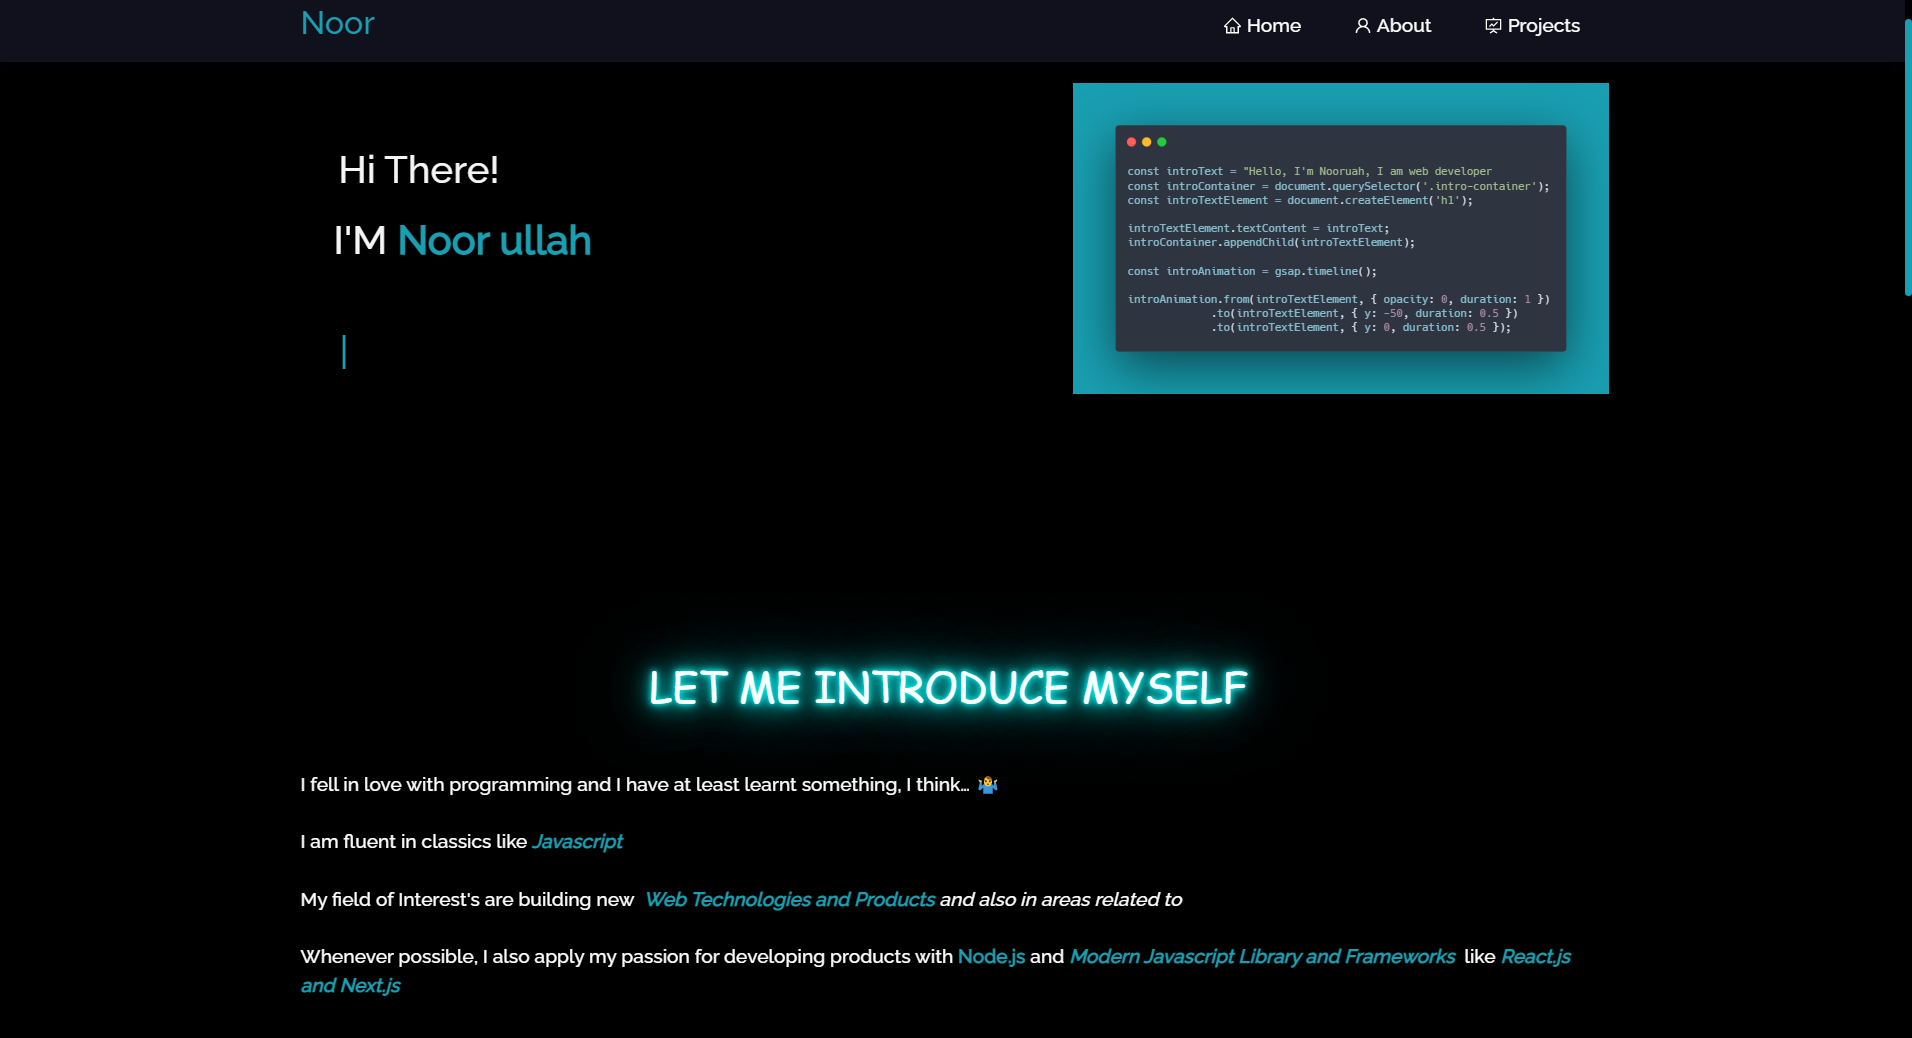 Noor
Home About Projects
Hi There!
I'M Noor ullah
const introText = "Hello, I'm Nooruah, I am web developer
const introContainer = document.querySelector('.intro-container');
const introTextElement = document.createElement('h1');
introTextElement.textContent = introText;
introContainer.appendChild(introTextElement);
const introAnimation = gsap.timeline();
introAnimation.from(introTextElement, { opacity: 0, duration: 1 })
.to(introTextElement, { y: -50, duration: 0.5 })
.to(introTextElement, { y: 0, duration: 0.5 });
LET ME INTRODUCE MYSELF
I fell in love with programming and I have at least learnt something, I think… 🤷‍♂️
I am fluent in classics like Javascript
My field of Interest's are building new Web Technologies and Products and also in areas related to
Whenever possible, I also apply my passion for developing products with Node.js and Modern Javascript Library and Frameworks like React.js
and Next.js